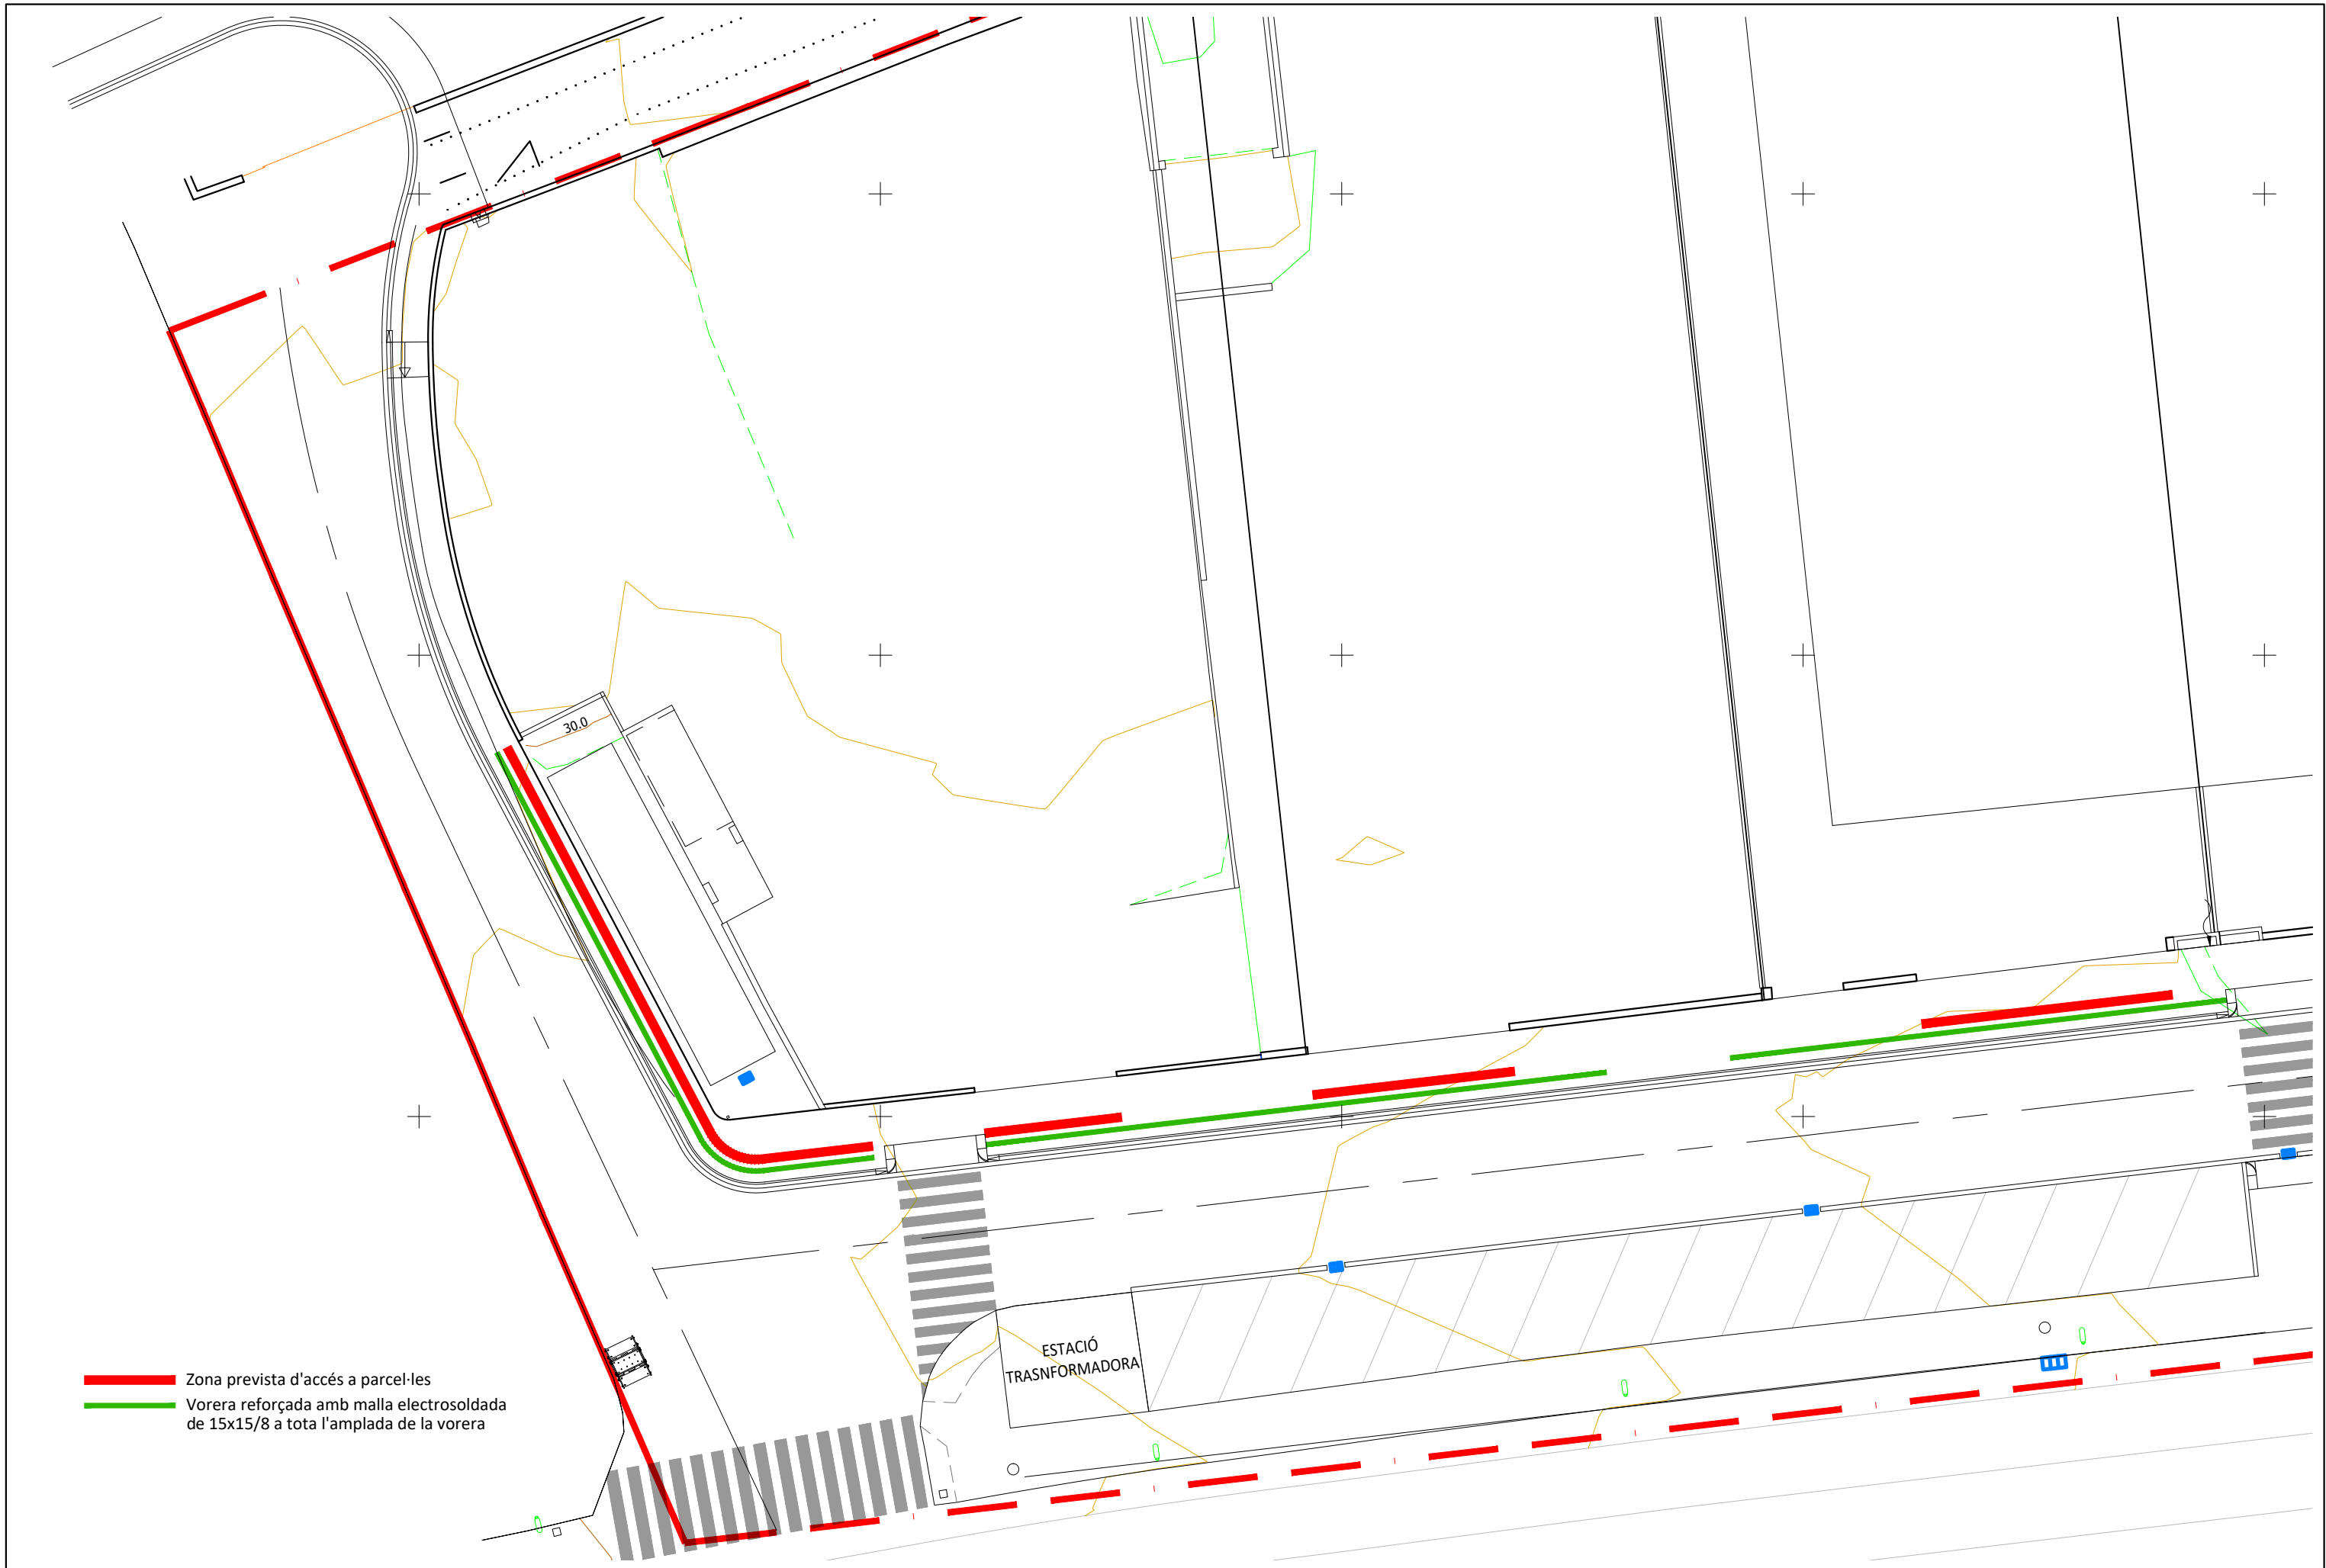 30.0
ESTACIÓ
TRASNFORMADORA
Zona prevista d'accés a parcel·les
Vorera reforçada amb malla electrosoldada
de 15x15/8 a tota l'amplada de la vorera